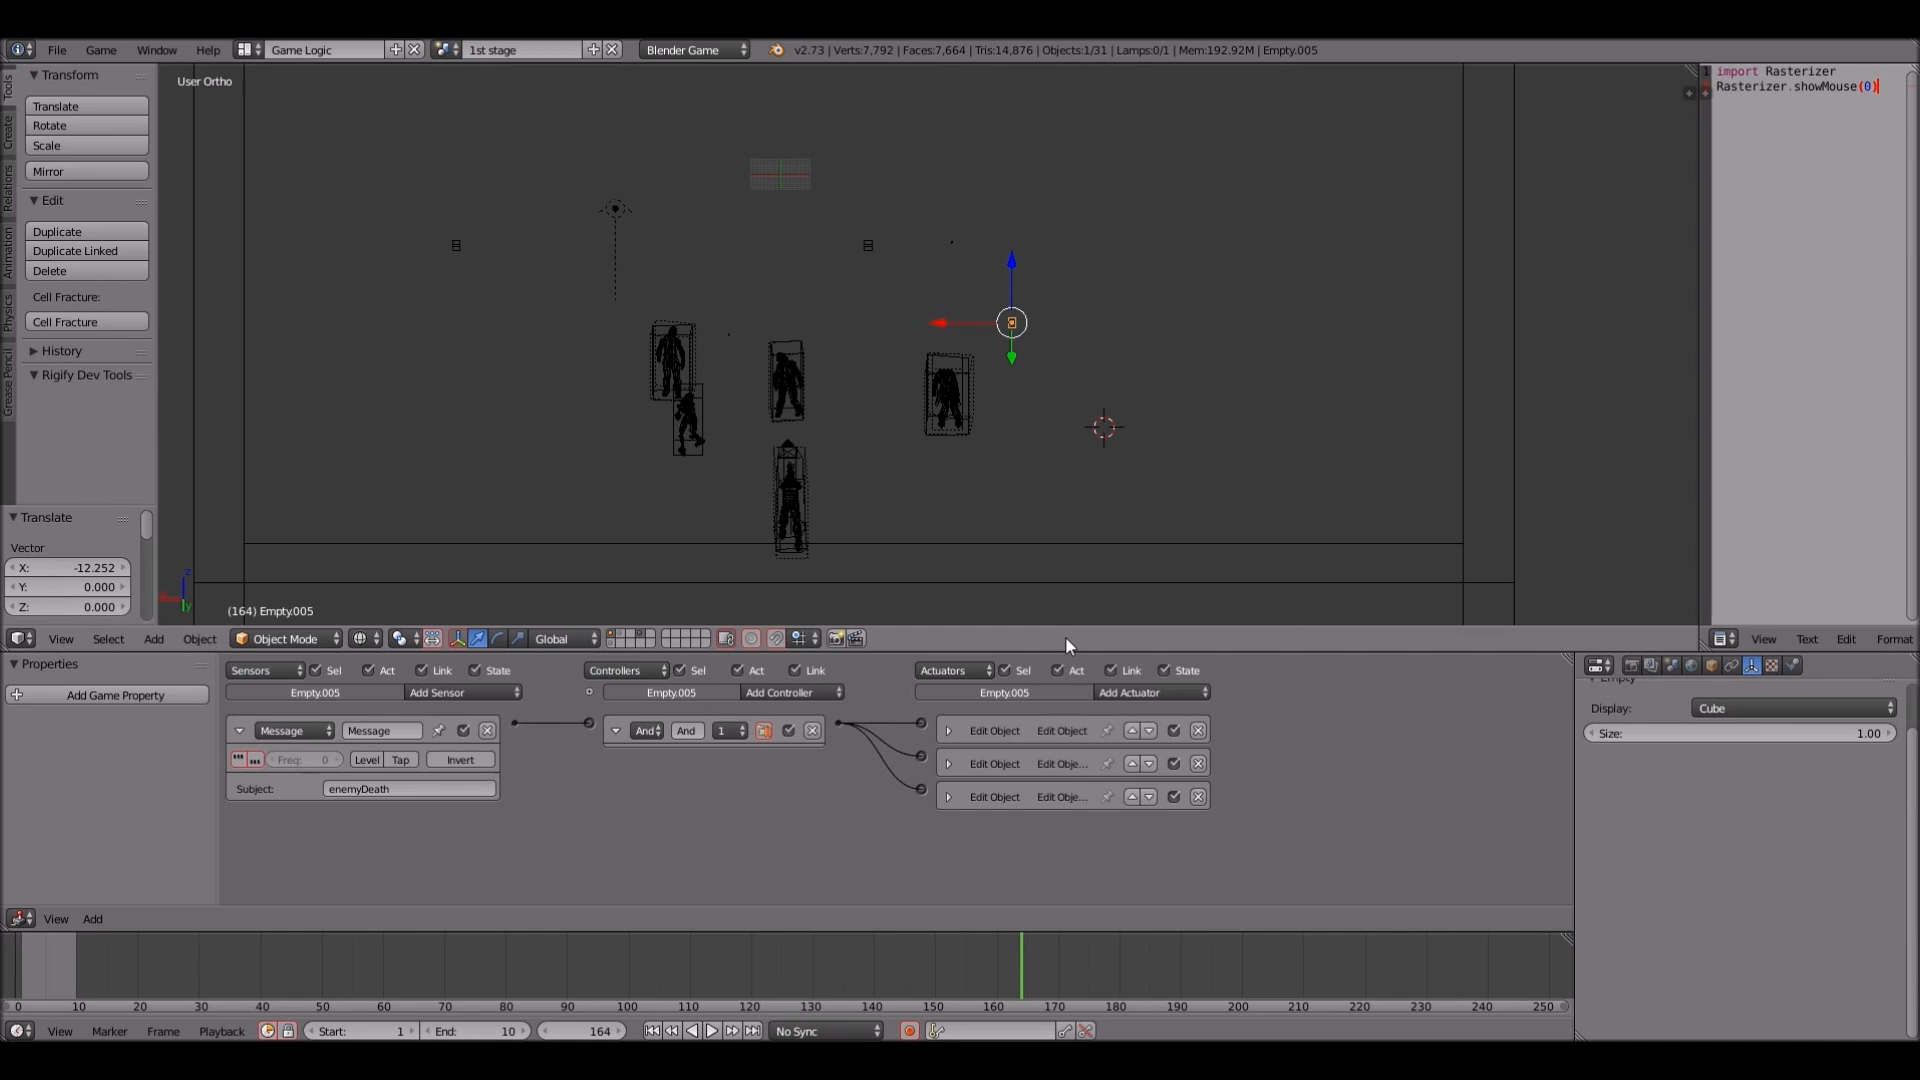 File Game Window Help Game Logic 1st stage Blender Game v2.73 | Verts:7,792 | Faces:7,664 | Tris:14,876 | Objects:1/31 | Lamps:0/1 | Mem:192.92M | Empty.005
Tools
Create
Relations
Animation
Physics
Grease Pencil
Transform
Translate
Rotate
Scale
Mirror
Edit
Duplicate
Duplicate Linked
Delete
Cell Fracture:
Cell Fracture
History
Rigify Dev Tools
Translate
Vector
X: -12.252
Y: 0.000
Z: 0.000
User Ortho
z
y
(164) Empty.005
1 import Rasterizer
Rasterizer.showMouse(0)
View Select Add Object Object Mode Global
View Text Edit Format
Properties
Add Game Property
Sensors Sel Act Link State
Empty.005 Add Sensor
Message Message
Freq: 0 Level Tap Invert
Subject: enemyDeath
Controllers Sel Act Link
Empty.005 Add Controller
And And 1
Actuators Sel Act Link State
Empty.005 Add Actuator
Edit Object Edit Object
Edit Object Edit Obje...
Edit Object Edit Obje...
Empty
Display: Cube
Size: 1.00
View Add
0 10 20 30 40 50 60 70 80 90 100 110 120 130 140 150 160 170 180 190 200 210 220 230 240 250
View Marker Frame Playback Start: 1 End: 10 164 No Sync